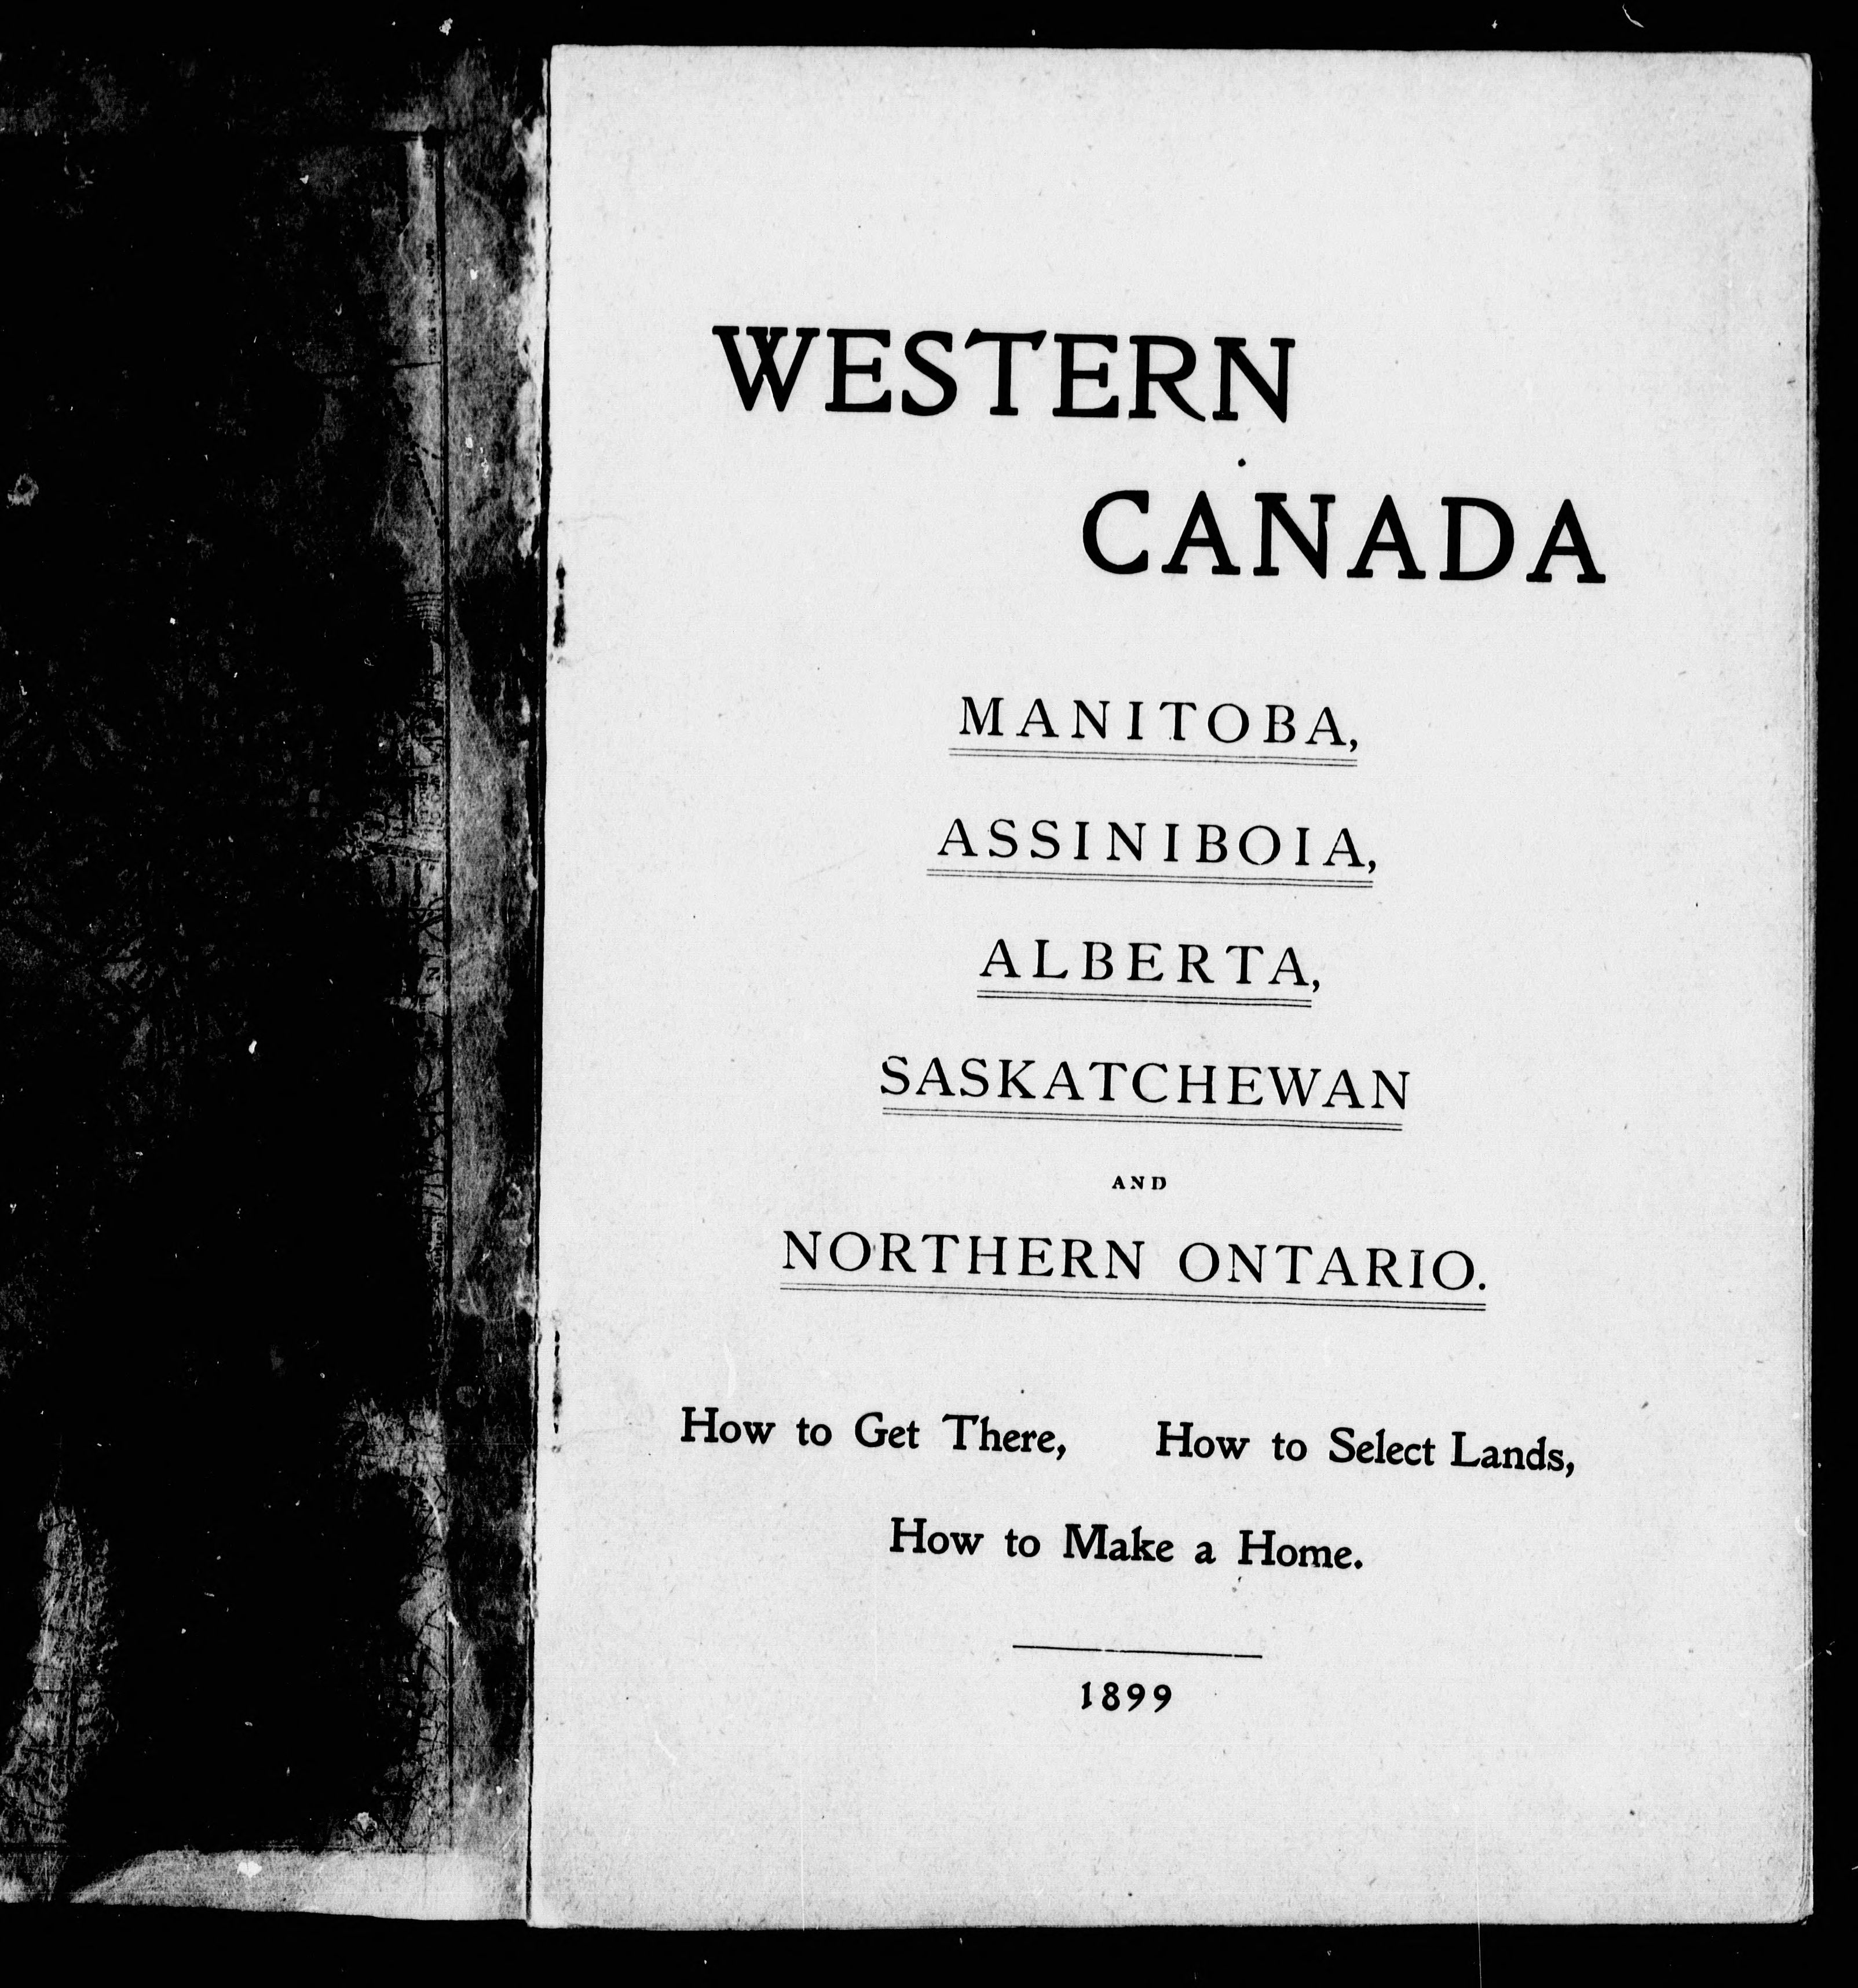 WESTERN
CANADA
MANITOBA,
ASSINIBOIA,
ALBERTA,
SASKATCHEWAN
AND
NORTHERN ONTARIO.
How to Get There, How to Select Lands,
How to Make a Home.
1899